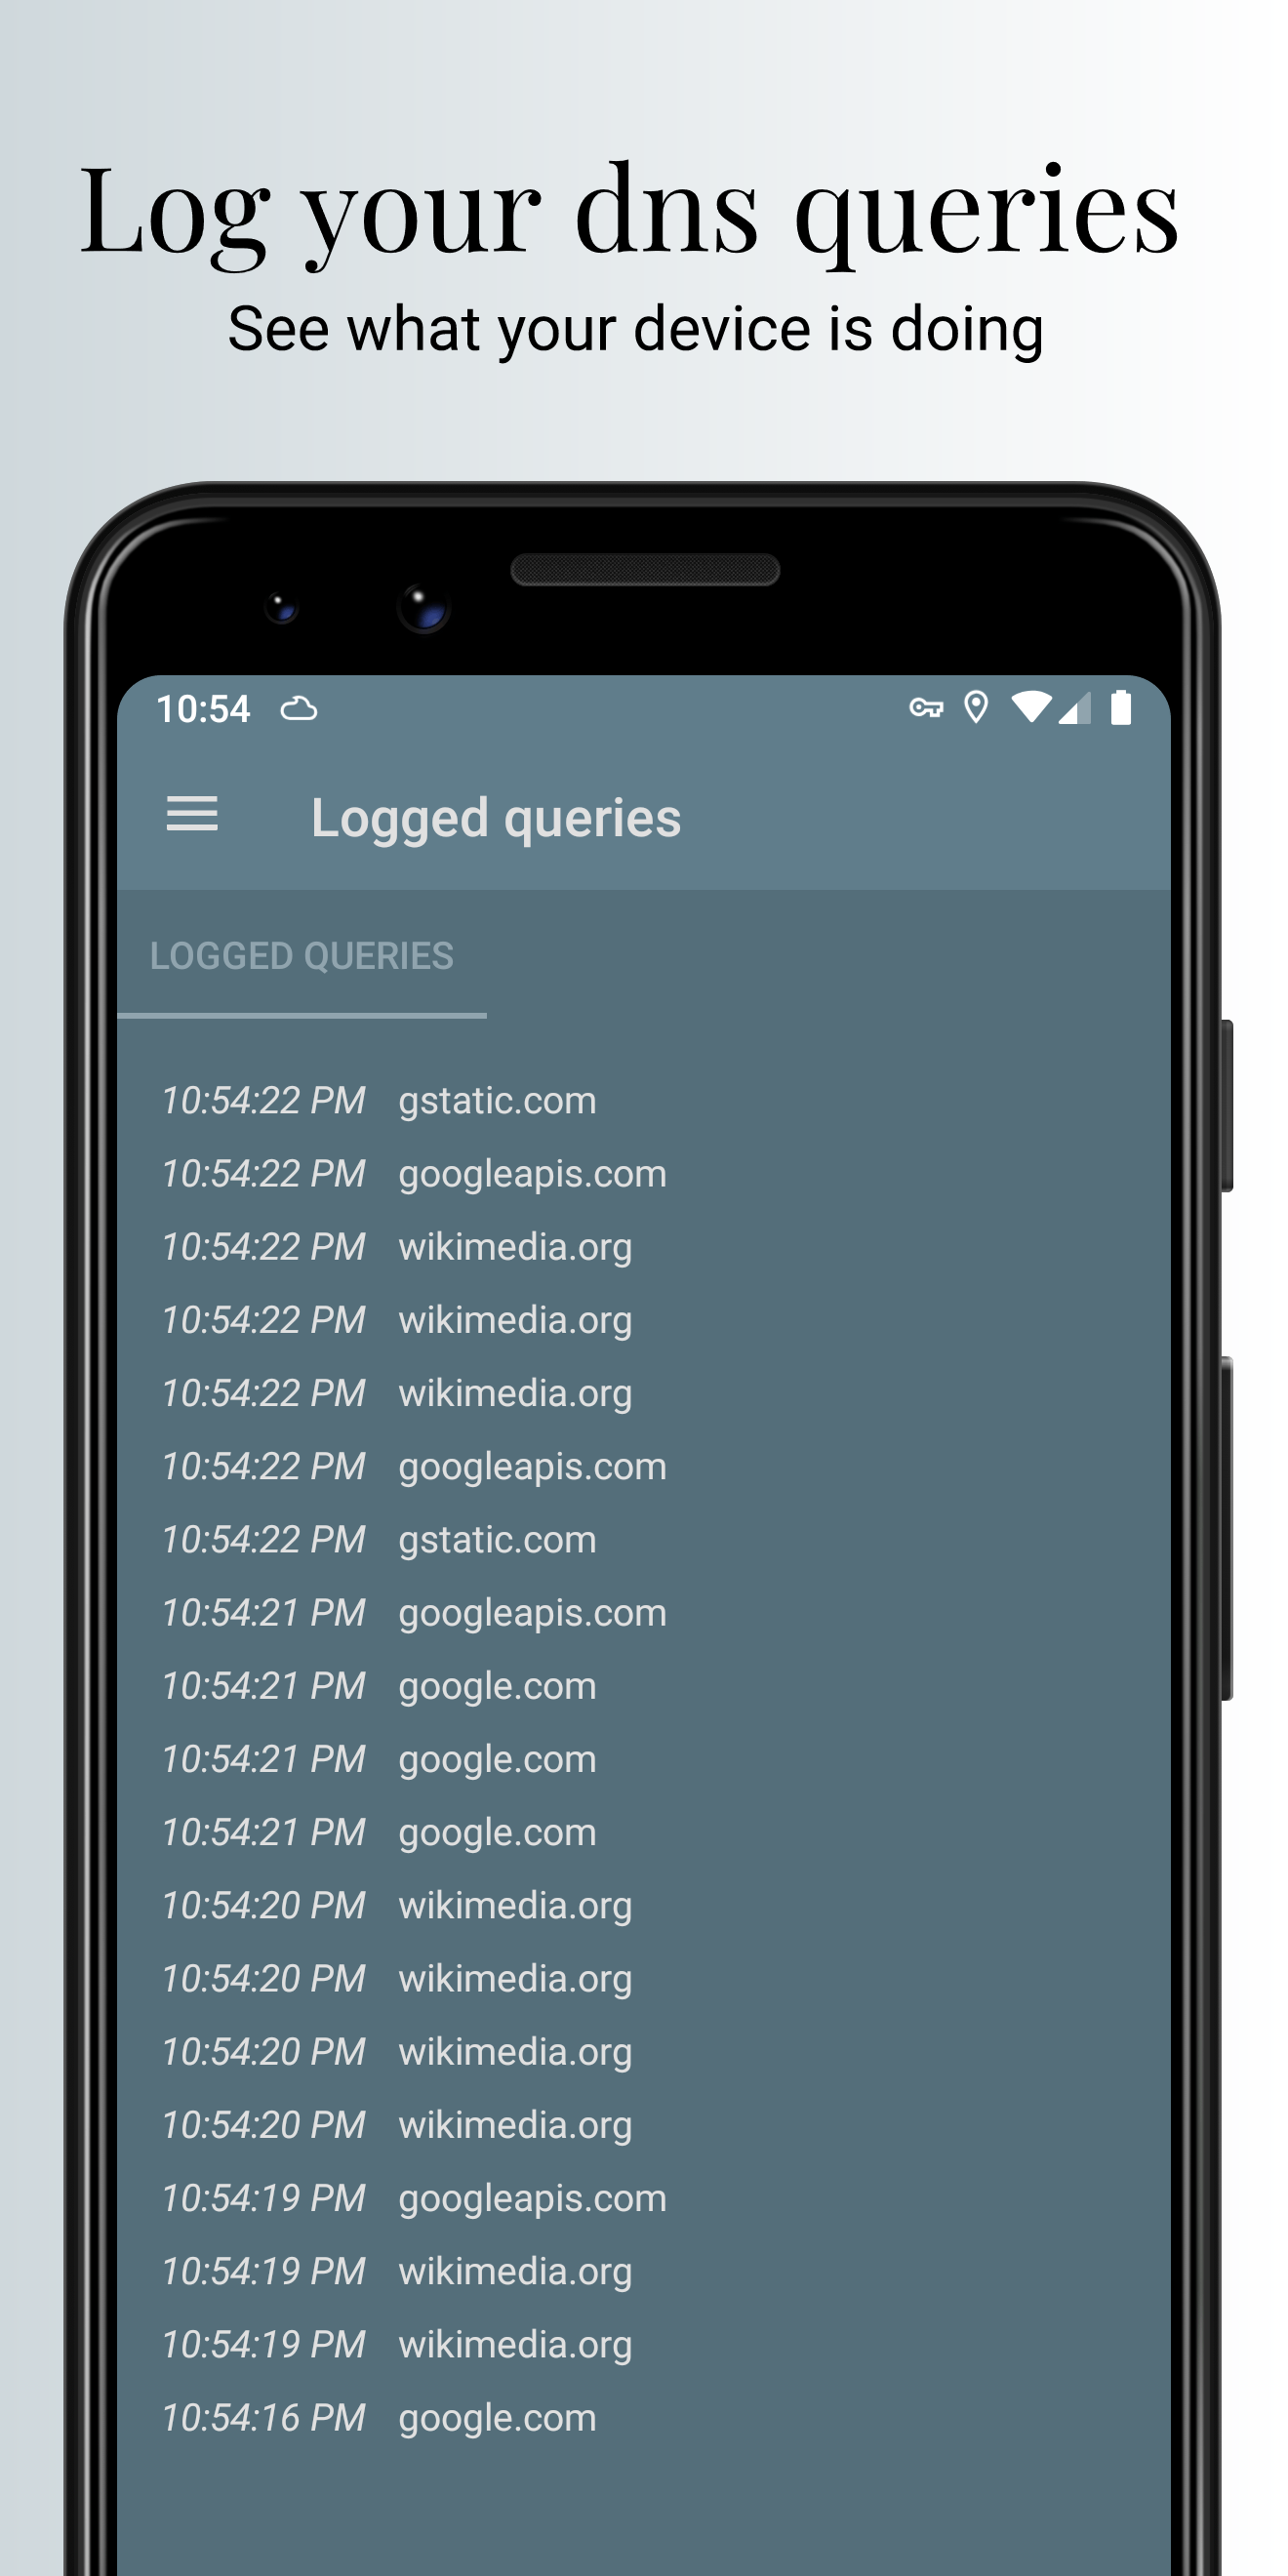 Log your dns queries
See what your device is doing
10:54
Logged queries
LOGGED QUERIES
10:54:22 PM gstatic.com
10:54:22 PM googleapis.com
10:54:22 PM wikimedia.org
10:54:22 PM wikimedia.org
10:54:22 PM wikimedia.org
10:54:22 PM googleapis.com
10:54:22 PM gstatic.com
10:54:21 PM googleapis.com
10:54:21 PM google.com
10:54:21 PM google.com
10:54:21 PM google.com
10:54:20 PM wikimedia.org
10:54:20 PM wikimedia.org
10:54:20 PM wikimedia.org
10:54:20 PM wikimedia.org
10:54:19 PM googleapis.com
10:54:19 PM wikimedia.org
10:54:19 PM wikimedia.org
10:54:16 PM google.com